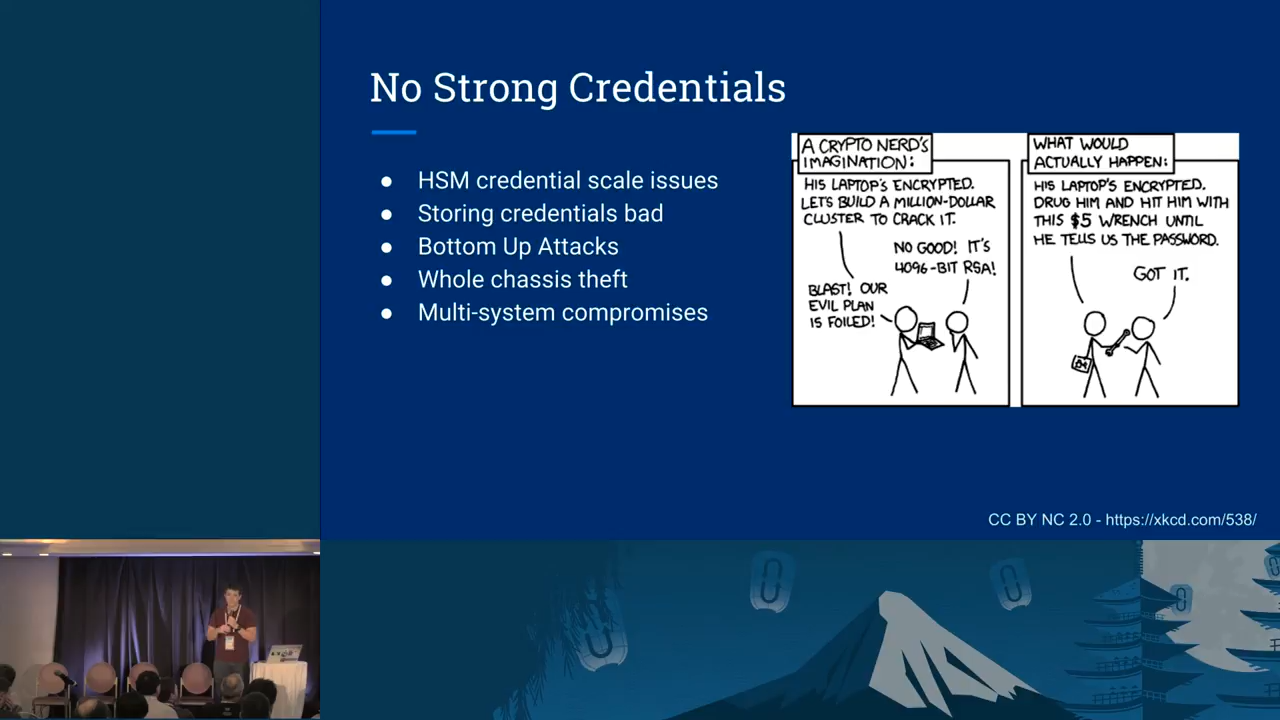 No Strong Credentials
● HSM credential scale issues
● Storing credentials bad
● Bottom Up Attacks
● Whole chassis theft
● Multi-system compromises
A CRYPTO NERD'S
IMAGINATION:
HIS LAPTOP'S ENCRYPTED.
LET'S BUILD A MILLION-DOLLAR
CLUSTER TO CRACK IT.
NO GOOD! IT'S
4096-BIT RSA!
BLAST! OUR
EVIL PLAN
IS FOILED!
WHAT WOULD
ACTUALLY HAPPEN:
HIS LAPTOP'S ENCRYPTED.
DRUG HIM AND HIT HIM WITH
THIS $5 WRENCH UNTIL
HE TELLS US THE PASSWORD.
GOT IT.
CC BY NC 2.0 - https://xkcd.com/538/